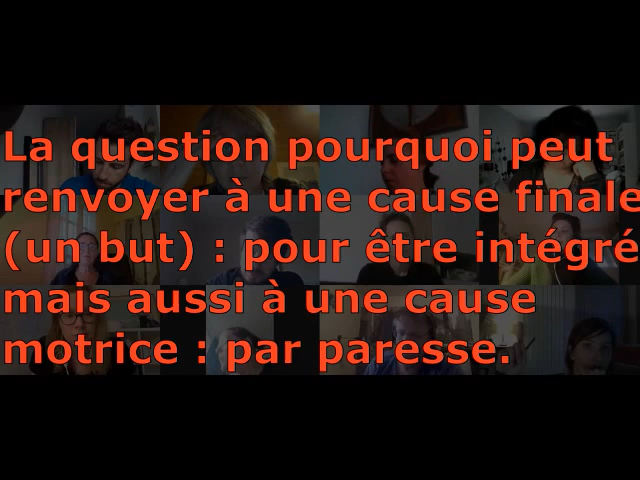 La question pourquoi peut
renvoyer à une cause finale
(un but) : pour être intégré
mais aussi à une cause
motrice : par paresse.